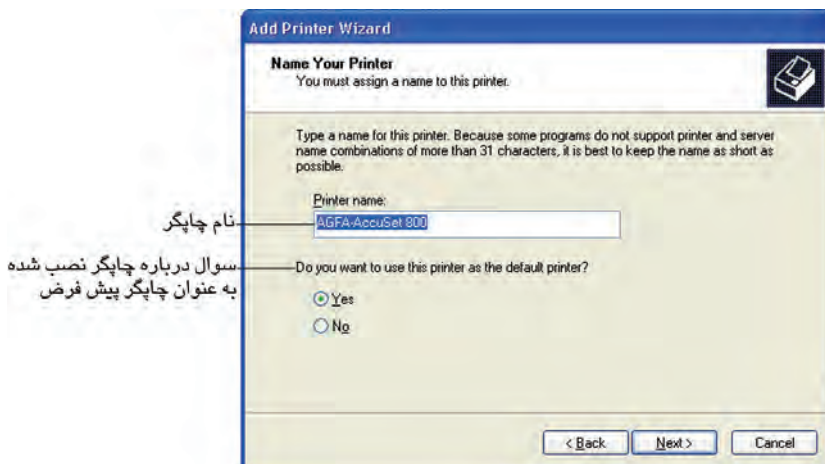 Add Printer Wizard
Name Your Printer
You must assign a name to this printer.
Type a name for this printer. Because some programs do not support printer and server
name combinations of more than 31 characters, it is best to keep the name as short as
possible.
Printer name:
نام چاپگر
AGFA-AccuSet 800
سوال درباره چاپگر نصب شده
به عنوان چاپگر پیش فرض
Do you want to use this printer as the default printer?
Yes
No
< Back
Next >
Cancel